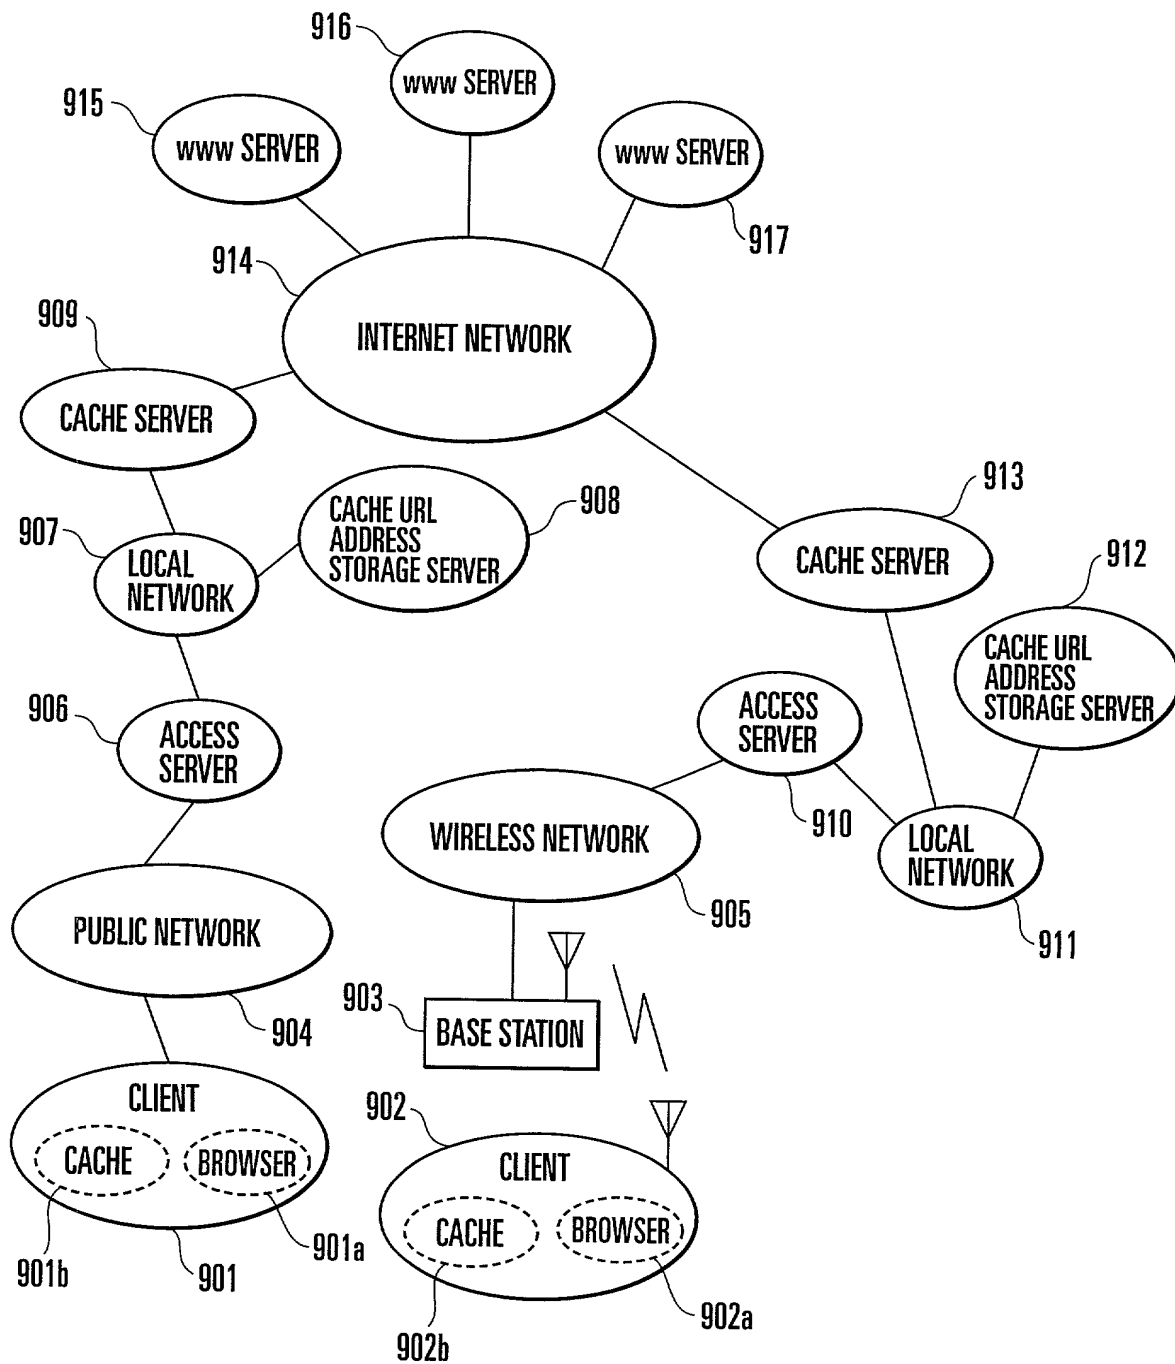 916
www SERVER
915
www SERVER
www SERVER
917
914
INTERNET NETWORK
909
CACHE SERVER
913
CACHE SERVER
907
LOCAL
NETWORK
CACHE URL
ADDRESS
STORAGE SERVER
908
912
CACHE URL
ADDRESS
STORAGE SERVER
906
ACCESS
SERVER
ACCESS
SERVER
910
WIRELESS NETWORK
905
LOCAL
NETWORK
911
PUBLIC NETWORK
904
903
BASE STATION
CLIENT
CACHE
BROWSER
901b
901
901a
902
CLIENT
CACHE
BROWSER
902b
902a